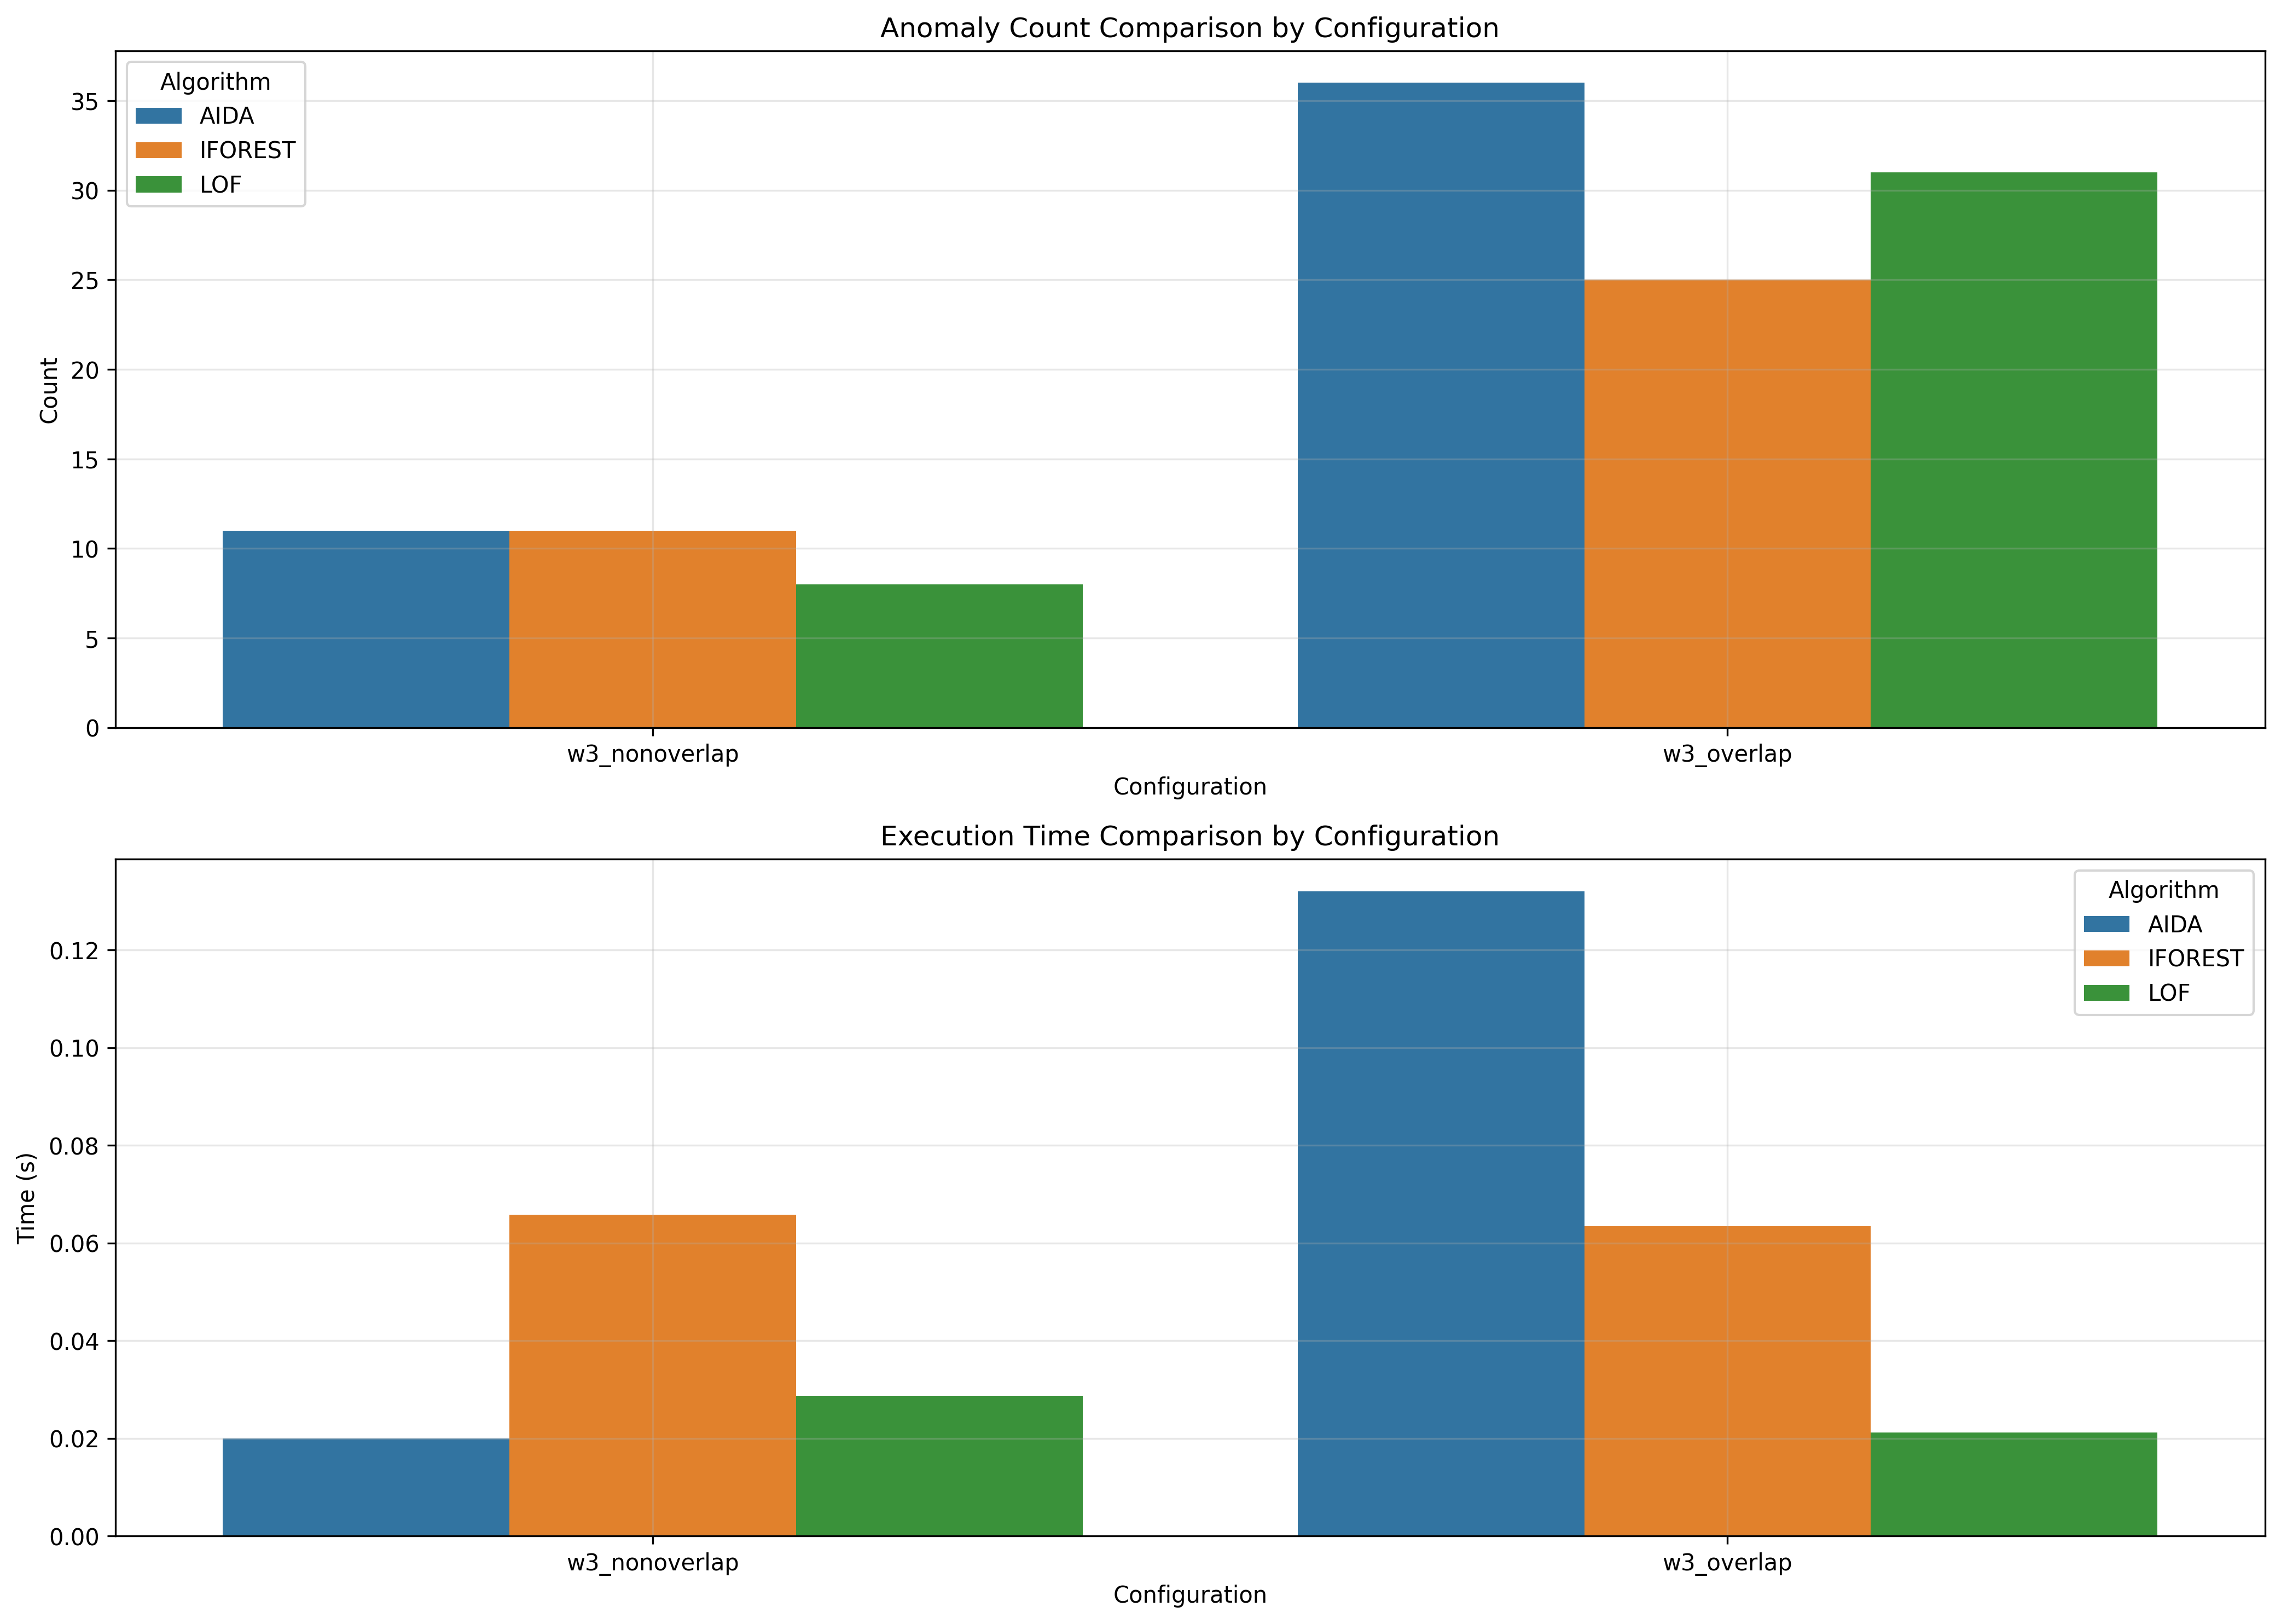 Anomaly Count Comparison by Configuration
Algorithm
AIDA
IFOREST
LOF
Count
35
30
25
20
15
10
5
0
w3_nonoverlap
w3_overlap
Configuration
Execution Time Comparison by Configuration
Algorithm
AIDA
IFOREST
LOF
Time (s)
0.12
0.10
0.08
0.06
0.04
0.02
0.00
w3_nonoverlap
w3_overlap
Configuration